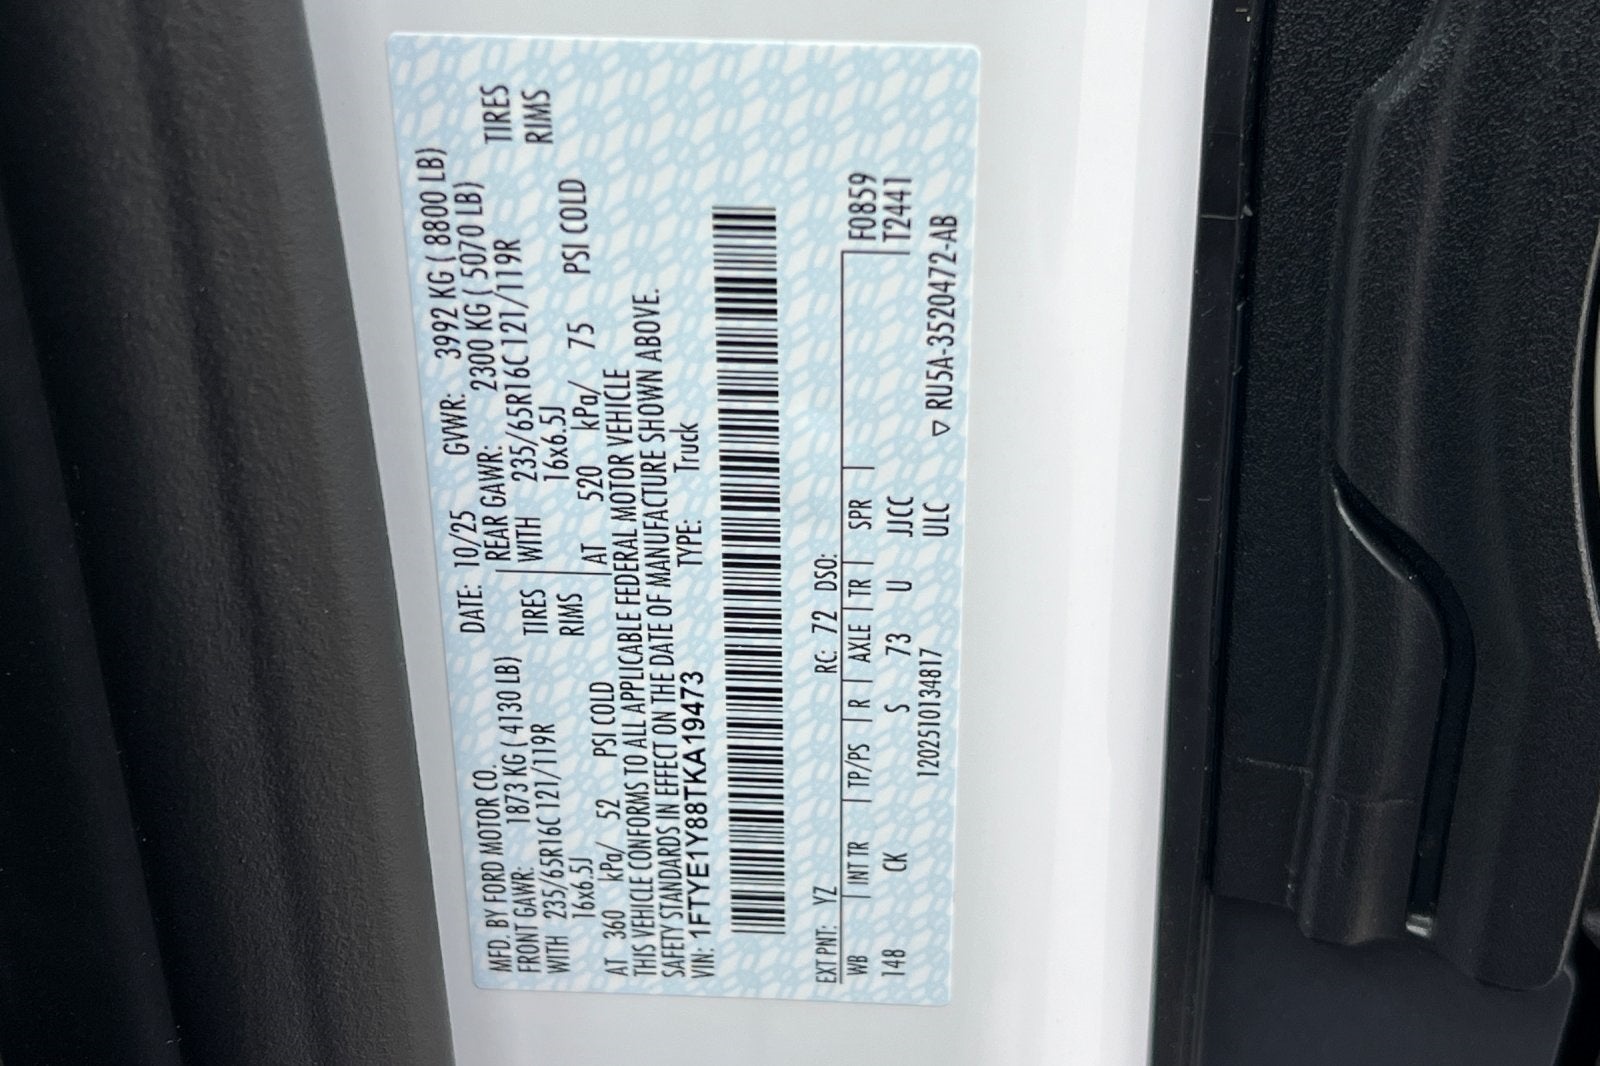 MFD. BY FORD MOTOR CO. DATE: 10/25 GVWR: 3992 KG ( 8800 LB)
FRONT GAWR: 1873 KG ( 4130 LB) REAR GAWR: 2300 KG ( 5070 LB)
WITH 235/65R16C 121/119R TIRES WITH 235/65R16C 121/119R TIRES
16x6.5J RIMS 16x6.5J RIMS
AT 360 kPa/ 52 PSI COLD AT 520 kPa/ 75 PSI COLD
THIS VEHICLE CONFORMS TO ALL APPLICABLE FEDERAL MOTOR VEHICLE
SAFETY STANDARDS IN EFFECT ON THE DATE OF MANUFACTURE SHOWN ABOVE.
VIN: 1FTYE1Y88TKA19473 TYPE: Truck
EXT PNT: YZ RC: 72 DSO: F0859
WB INT TR TP/PS R AXLE TR SPR T2441
148 CK S 73 U JJCC
1202510134817 ULC ▽ RU5A-3520472-AB